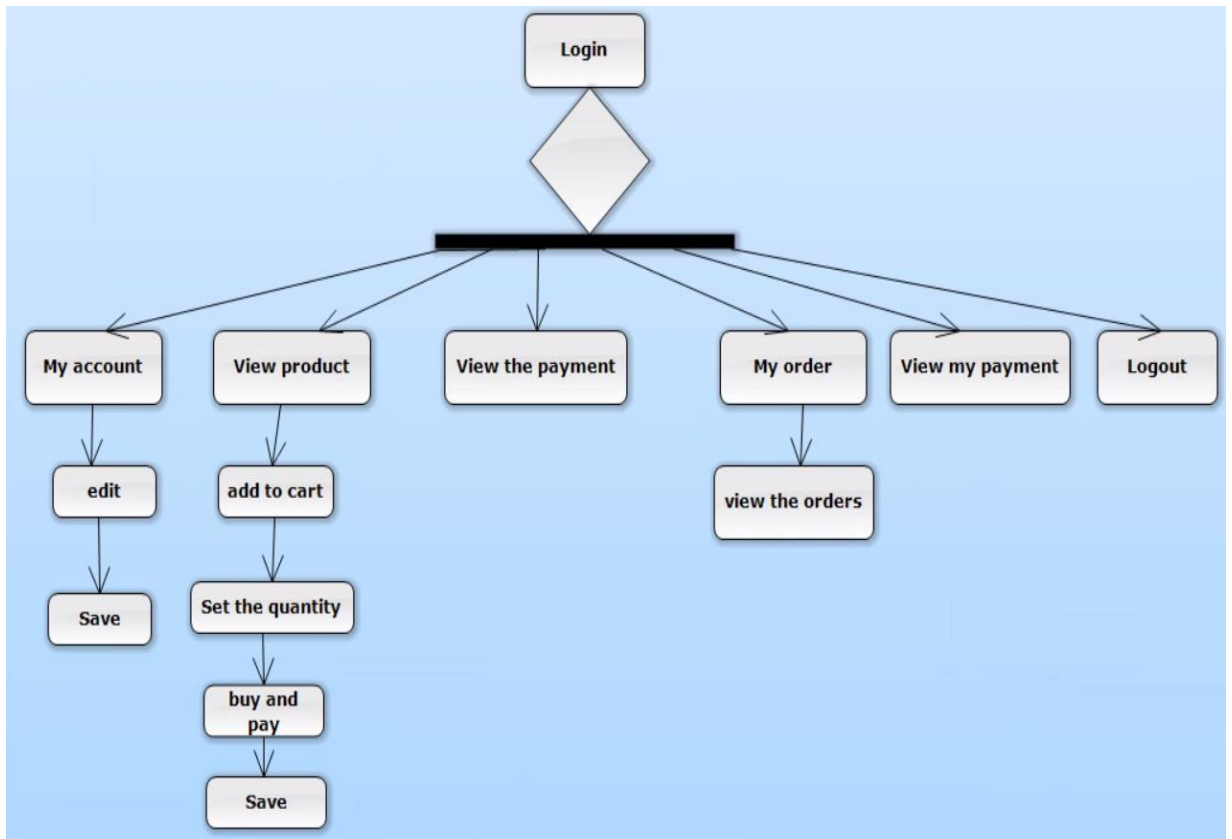 Login
My account
View product
View the payment
My order
View my payment
Logout
edit
add to cart
view the orders
Save
Set the quantity
buy and
pay
Save